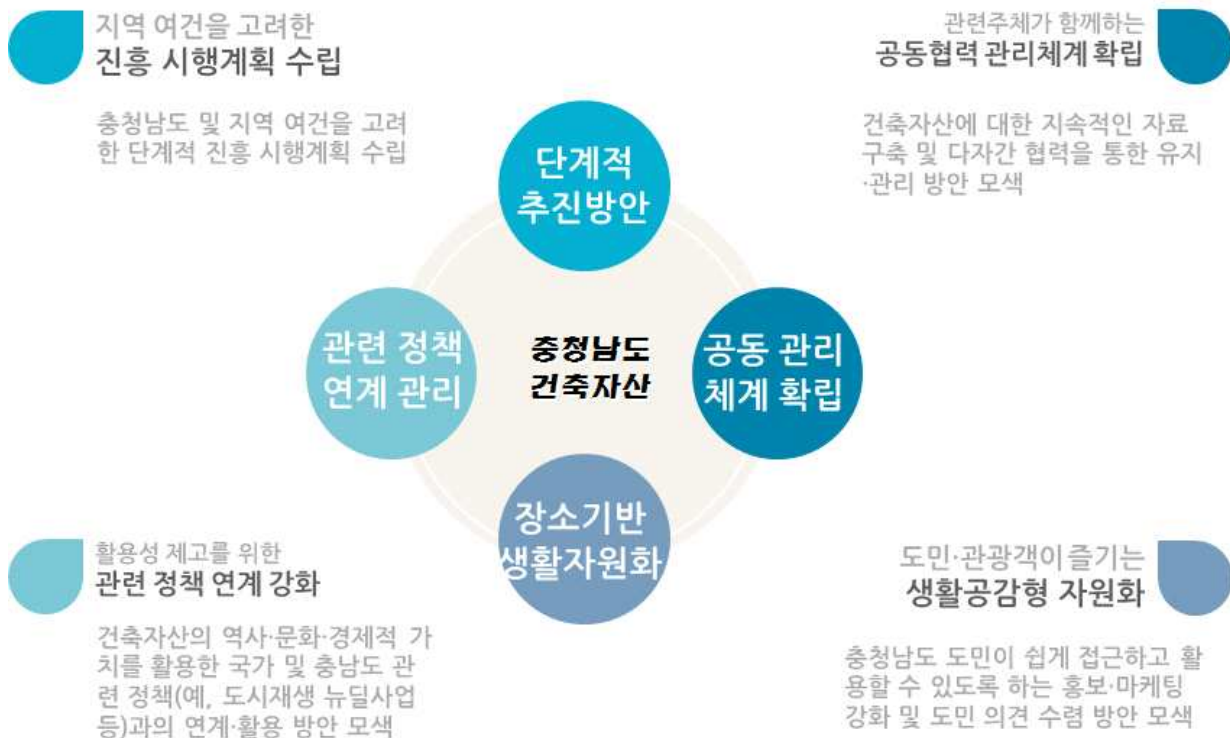 지역 여건을 고려한
진흥 시행계획 수립
충청남도 및 지역 여건을 고려
한 단계적 진흥 시행계획 수립
관련주체가 함께하는
공동협력 관리체계 확립
건축자산에 대한 지속적인 자료
구축 및 다자간 협력을 통한 유지
·관리 방안 모색
단계적
추진방안
관련 정책
연계 관리
충청남도
건축자산
공동 관리
체계 확립
장소기반
생활자원화
활용성 제고를 위한
관련 정책 연계 강화
건축자산의 역사·문화·경제적 가
치를 활용한 국가 및 충남도 관
련 정책(예, 도시재생 뉴딜사업
등)과의 연계·활용 방안 모색
도민·관광객이 즐기는
생활공감형 자원화
충청남도 도민이 쉽게 접근하고 활
용할 수 있도록 하는 홍보·마케팅
강화 및 도민 의견 수렴 방안 모색